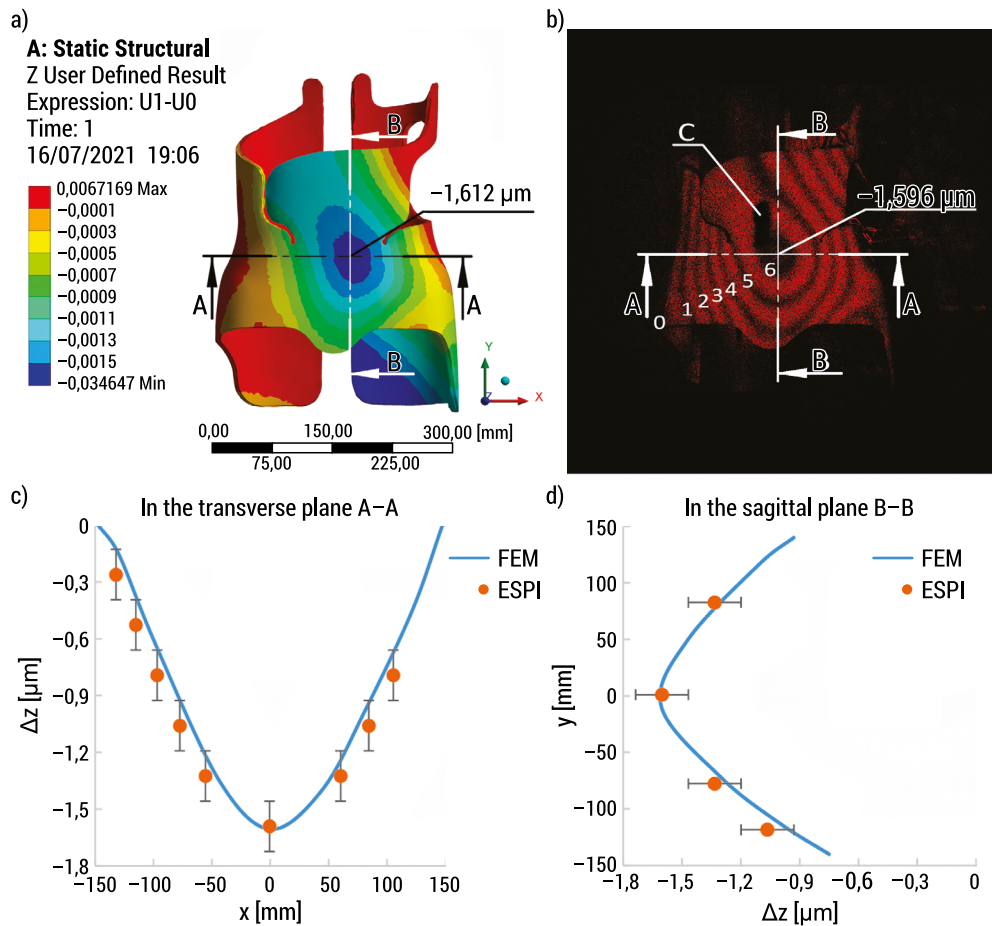 a)
A: Static Structural
Z User Defined Result
Expression: U1-U0
Time: 1
16/07/2021 19:06
0,0067169 Max
−0,0001
−0,0003
−0,0005
−0,0007
−0,0009
−0,0011
−0,0013
−0,0015
−0,034647 Min
B
−1,612 µm
A
A
B
Y
Z
X
0,00
150,00
300,00 [mm]
75,00
225,00
b)
B
C
−1,596 µm
A
A
0
1
2
3
4
5
6
B
c)
In the transverse plane A–A
FEM
ESPI
0
−0,3
−0,6
−0,9
−1,2
−1.5
−1,8
Δz [µm]
−150
−100
−50
0
50
100
150
x [mm]
d)
In the sagittal plane B–B
FEM
ESPI
150
100
50
0
−50
−100
−150
y [mm]
−1,8
−1,5
−1,2
−0,9
−0,6
−0,3
0
Δz [µm]